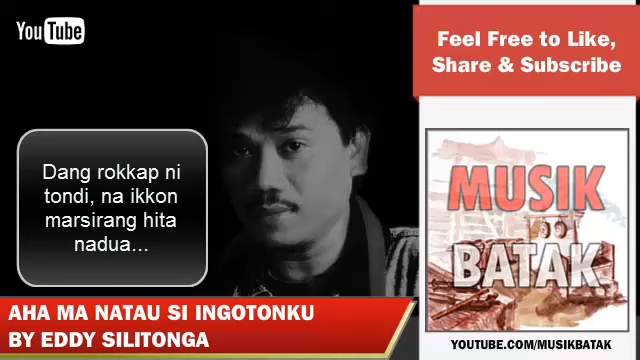 YouTube
Feel Free to Like,
Share & Subscribe
Dang rokkap ni
tondi, na ikkon
marsirang hita
nadua...
MUSIK
BATAK
AHA MA NATAU SI INGOTONKU
BY EDDY SILITONGA
YOUTUBE.COM/MUSIKBATAK